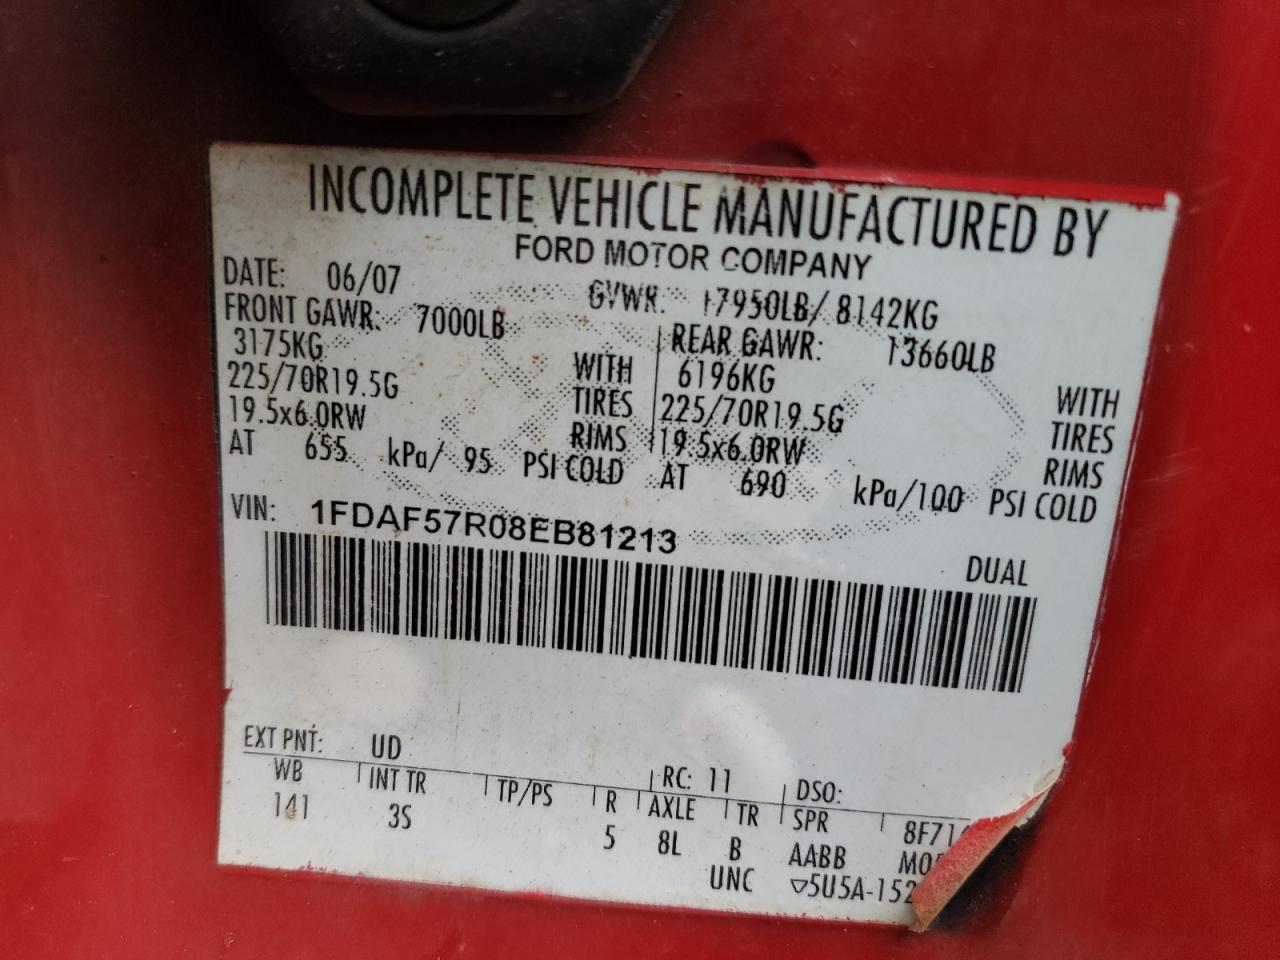 INCOMPLETE VEHICLE MANUFACTURED BY
FORD MOTOR COMPANY
DATE: 06/07 GVWR: 17950LB/ 8142KG
FRONT GAWR: 7000LB REAR GAWR: 13660LB
3175KG WITH 6196KG WITH
225/70R19.5G TIRES 225/70R19.5G TIRES
19.5x6.0RW RIMS 19.5x6.0RW RIMS
AT 655 kPa/ 95 PSI COLD AT 690 kPa/100 PSI COLD
VIN: 1FDAF57R08EB81213
DUAL
EXT PNT: UD RC: 11 DSO:
WB INT TR TP/PS R AXLE TR SPR 8F71
141 3S 5 8L B AABB
UNC ▽5U5A-152